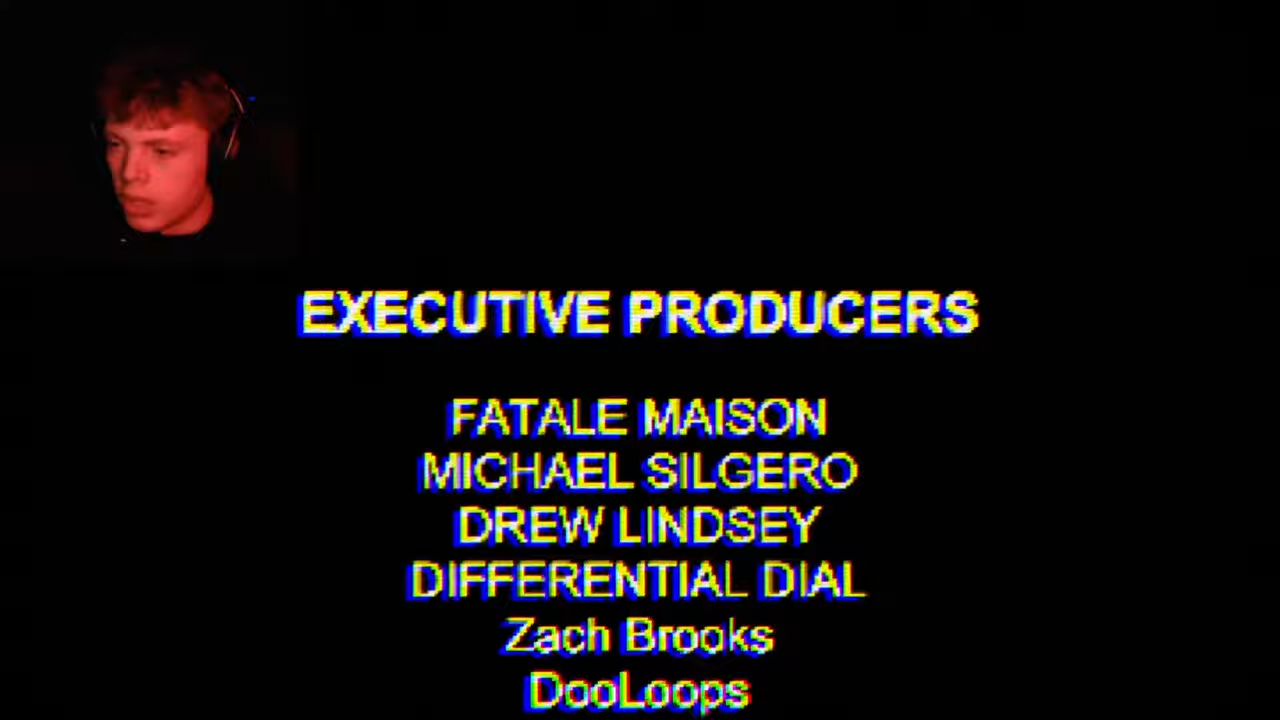 EXECUTIVE PRODUCERS
FATALE MAISON
MICHAEL SILGERO
DREW LINDSEY
DIFFERENTIAL DIAL
Zach Brooks
DooLoops